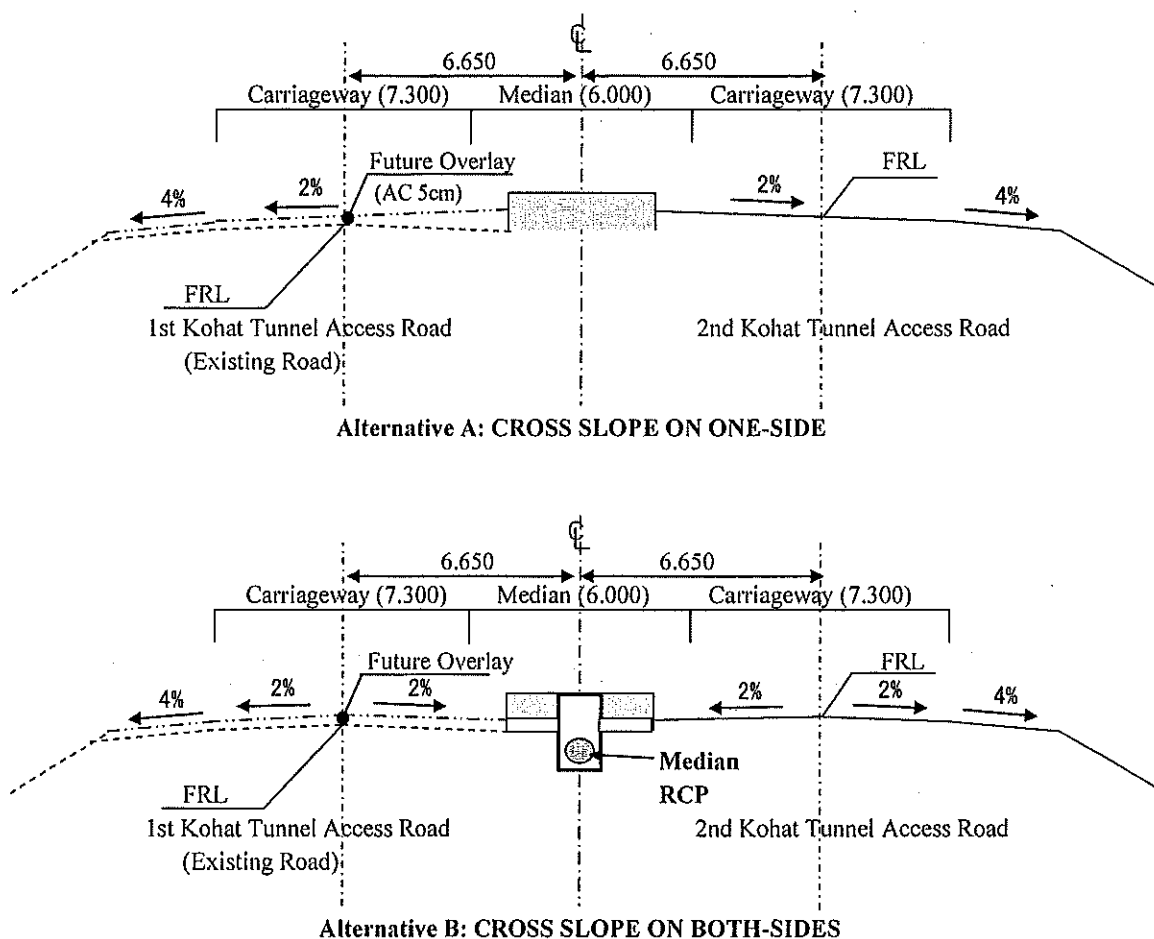 ℄
6.650 6.650
Carriageway (7.300) Median (6.000) Carriageway (7.300)
Future Overlay
(AC 5cm)
FRL
4% 2% 2% 4%
FRL
1st Kohat Tunnel Access Road
(Existing Road)
2nd Kohat Tunnel Access Road
Alternative A: CROSS SLOPE ON ONE-SIDE
℄
6.650 6.650
Carriageway (7.300) Median (6.000) Carriageway (7.300)
Future Overlay
FRL
4% 2% 2% 2% 2% 4%
Median
RCP
FRL
1st Kohat Tunnel Access Road
(Existing Road)
2nd Kohat Tunnel Access Road
Alternative B: CROSS SLOPE ON BOTH-SIDES